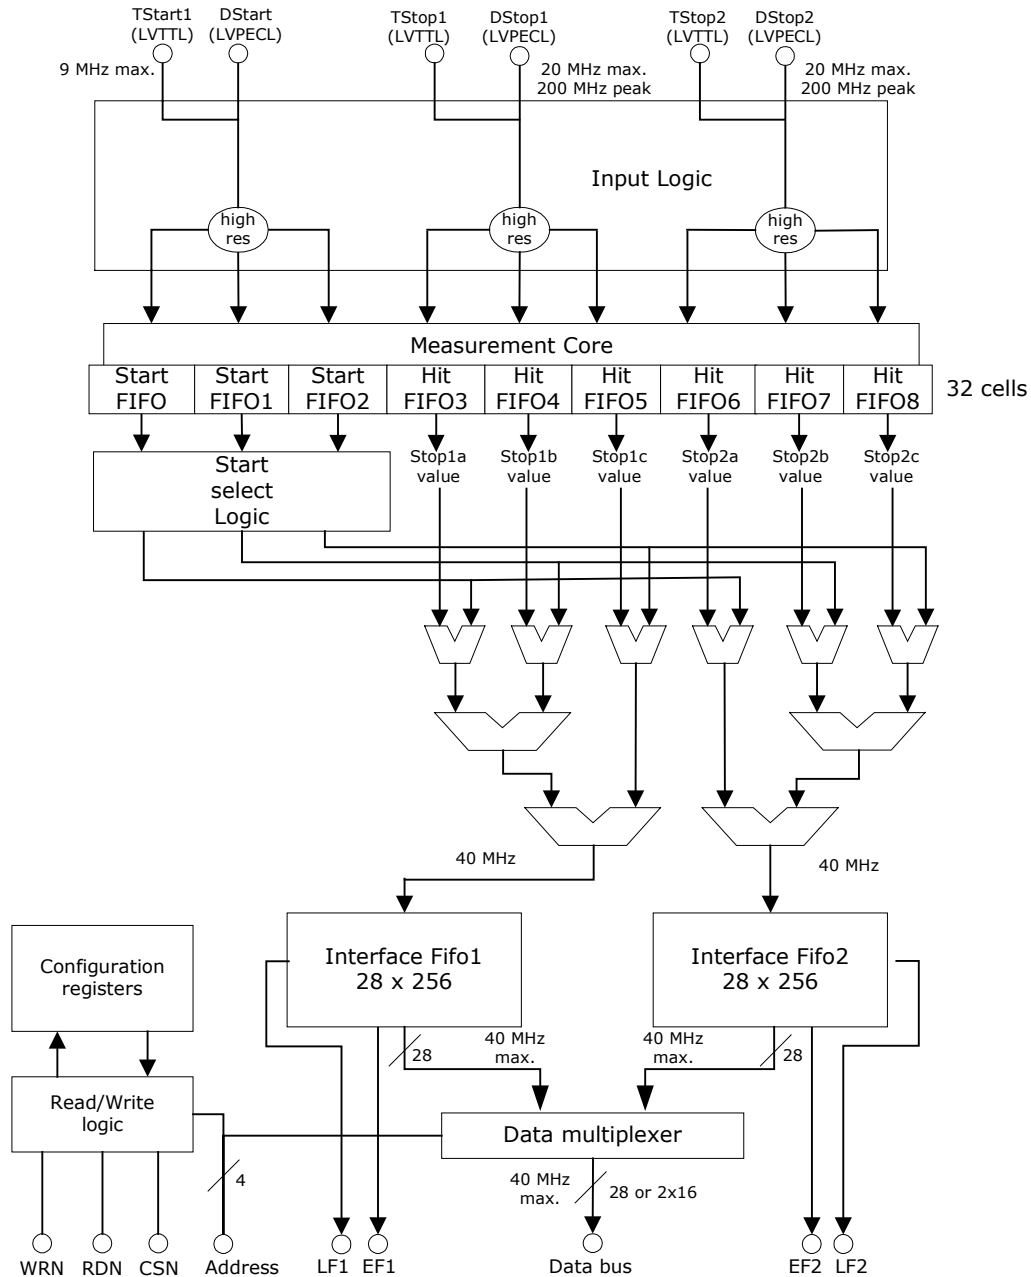 TStart1
(LVTTL)
DStart
(LVPECL)
TStop1
(LVTTL)
DStop1
(LVPECL)
TStop2
(LVTTL)
DStop2
(LVPECL)
9 MHz max.
20 MHz max.
200 MHz peak
20 MHz max.
200 MHz peak
Input Logic
high
res
high
res
high
res
Measurement Core
Start
FIFO
Start
FIFO1
Start
FIFO2
Hit
FIFO3
Hit
FIFO4
Hit
FIFO5
Hit
FIFO6
Hit
FIFO7
Hit
FIFO8
32 cells
Start
select
Logic
Stop1a
value
Stop1b
value
Stop1c
value
Stop2a
value
Stop2b
value
Stop2c
value
40 MHz
40 MHz
Configuration
registers
Interface Fifo1
28 x 256
Interface Fifo2
28 x 256
28
40 MHz
max.
40 MHz
max.
28
Read/Write
logic
Data multiplexer
4
40 MHz
max.
28 or 2x16
WRN
RDN
CSN
Address
LF1
EF1
Data bus
EF2
LF2